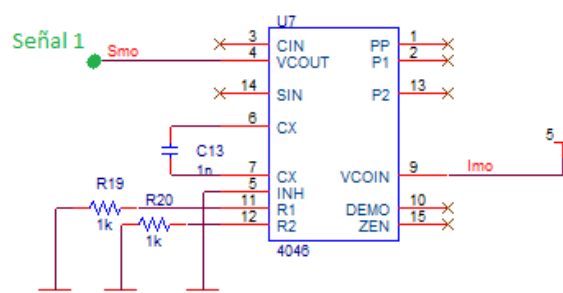 U7
Señal 1
Smo
3 CIN PP 1
4 VCOUT P1 2
14 SIN P2 13
6 CX
C13
1n
7 CX VCOIN 9 Imo 5
5 INH
R19 11 R1 DEMO 10
R20 12 R2 ZEN 15
1k 1k
4046